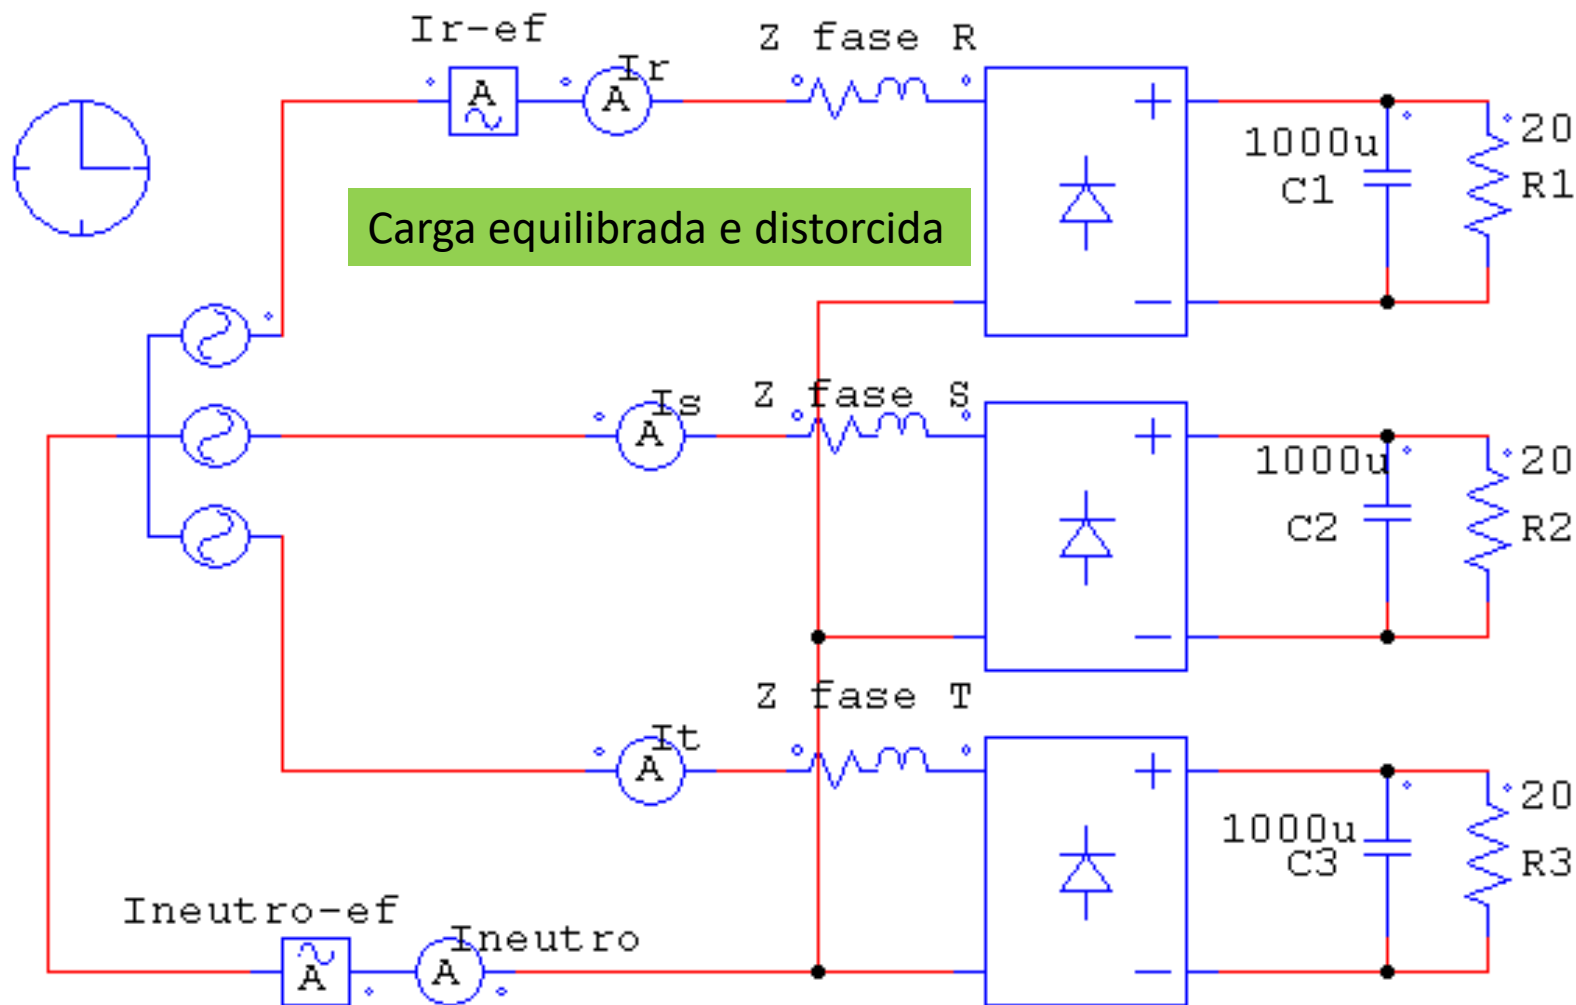 Ir-ef
Ir
A
A
Z fase R
1000u
C1
20
R1
Carga equilibrada e distorcida
Is
A
Z fase S
1000u
C2
20
R2
It
A
Z fase T
1000u
C3
20
R3
Ineutro-ef
A
Ineutro
A